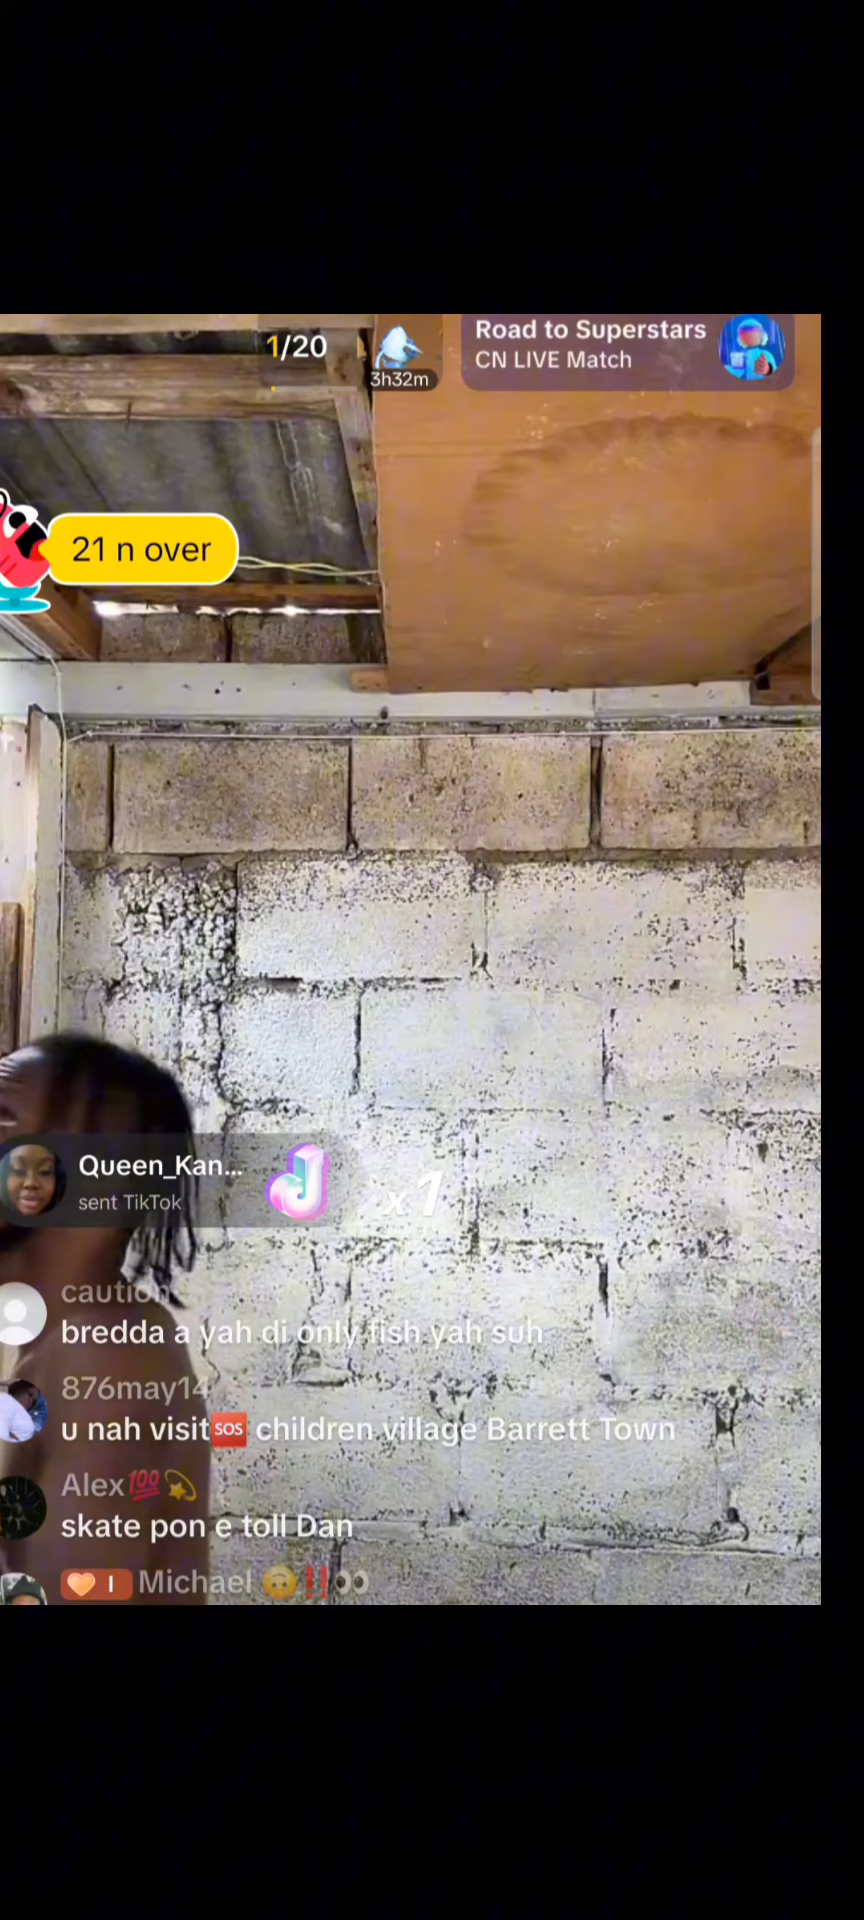 1/20
3h32m
Road to Superstars
CN LIVE Match
21 n over
Queen_Kan...
sent TikTok
x1
caution
bredda a yah di only fish yah suh
876may14
u nah visit🆘 children village Barrett Town
Alex💯💫
skate pon e toll Dan
I Michael 🙃‼️👀